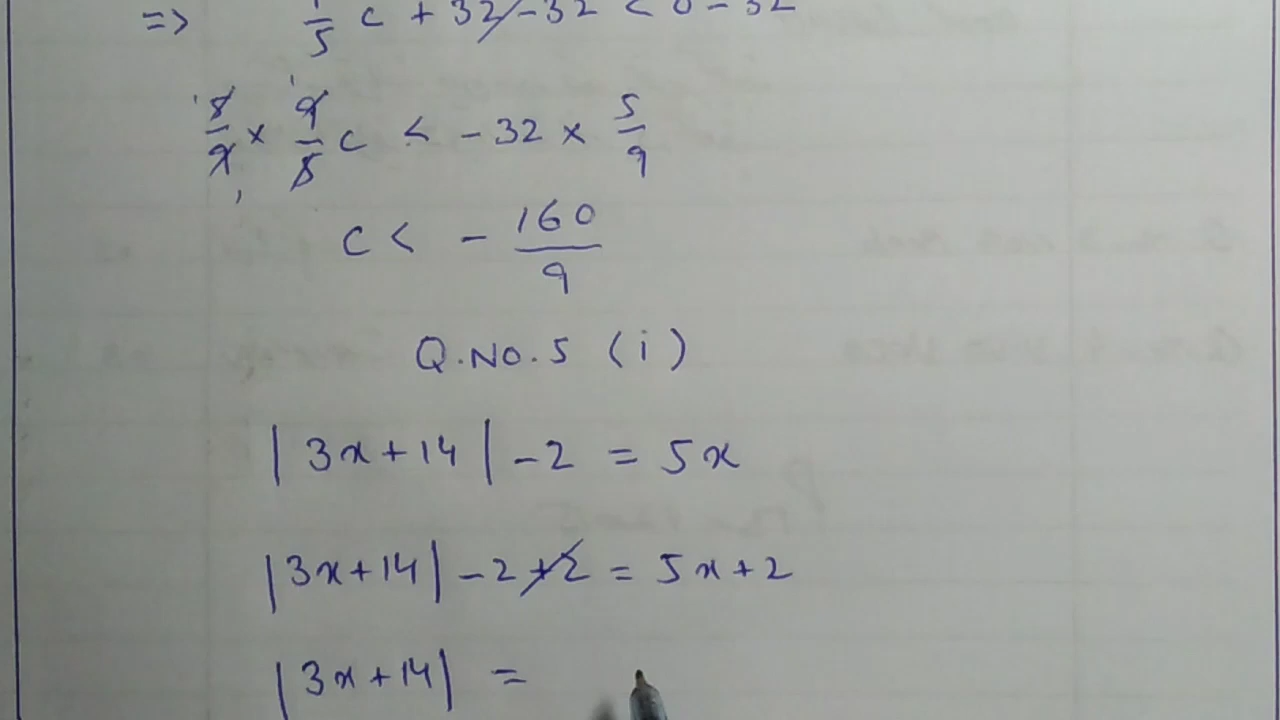 => 9/5 c + 32 - 32 < 0 - 32
5/9 × 9/5 c < - 32 × 5/9
c < - 160/9
Q.NO.5 (i)
|3x+14| - 2 = 5x
|3x+14| - 2 + 2 = 5x + 2
|3x+14| =